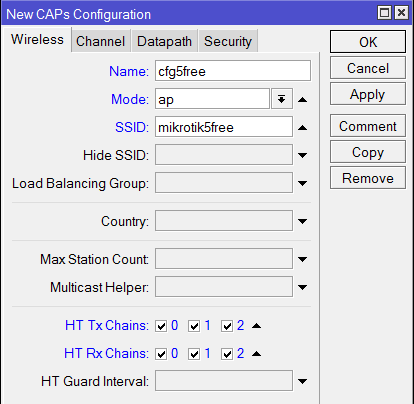 New CAPs Configuration
Wireless Channel Datapath Security
Name: cfg5free
Mode: ap
SSID: mikrotik5free
Hide SSID:
Load Balancing Group:
Country:
Max Station Count:
Multicast Helper:
HT Tx Chains: 0 1 2
HT Rx Chains: 0 1 2
HT Guard Interval:
OK
Cancel
Apply
Comment
Copy
Remove